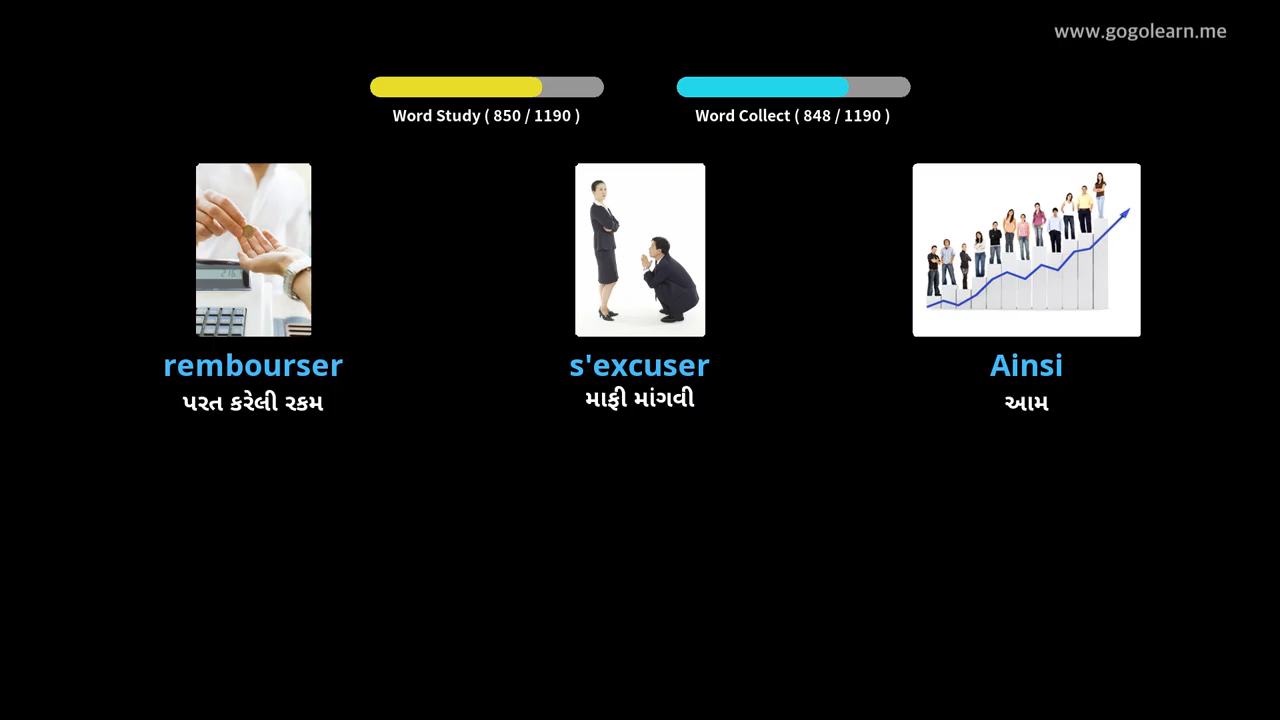 www.gogolearn.me
Word Study ( 850 / 1190 )
Word Collect ( 848 / 1190 )
rembourser
પરત કરેલી રકમ
s'excuser
માફી માંગવી
Ainsi
આમ